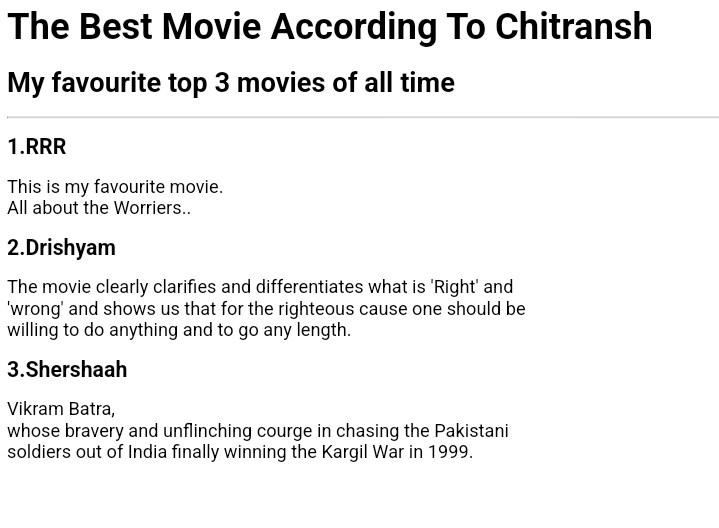 The Best Movie According To Chitransh
My favourite top 3 movies of all time
1.RRR
This is my favourite movie.
All about the Worriers..
2.Drishyam
The movie clearly clarifies and differentiates what is 'Right' and
'wrong' and shows us that for the righteous cause one should be
willing to do anything and to go any length.
3.Shershaah
Vikram Batra,
whose bravery and unflinching courge in chasing the Pakistani
soldiers out of India finally winning the Kargil War in 1999.